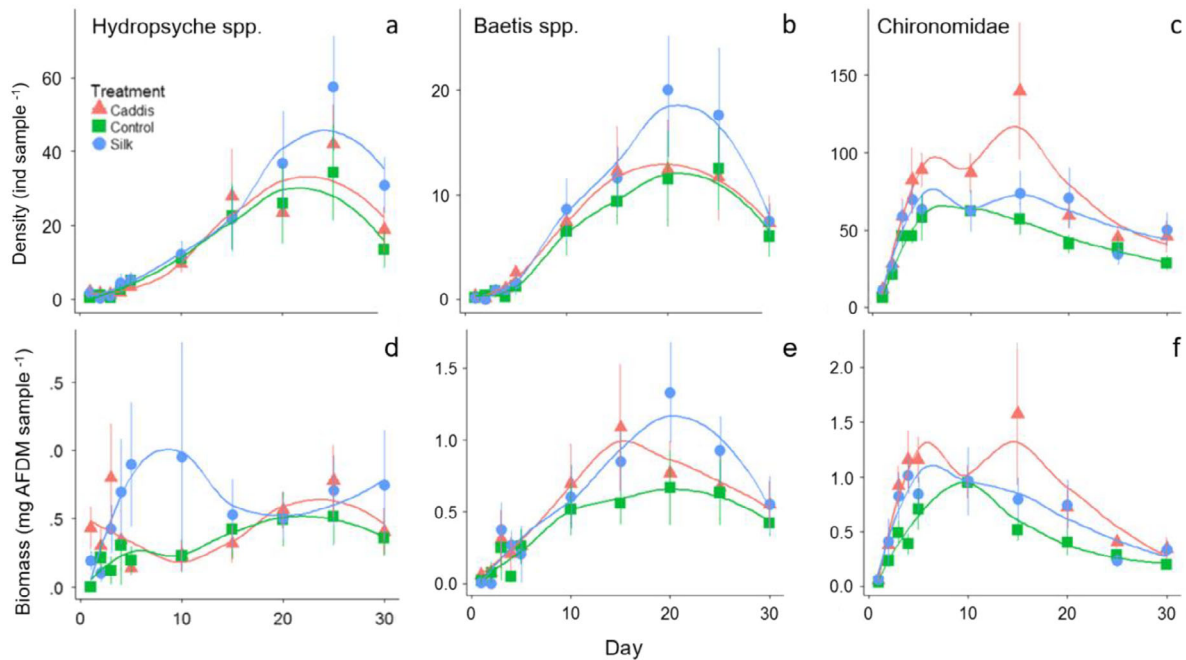 Hydropsyche spp. a
Baetis spp. b
Chironomidae c
Treatment
Caddis
Control
Silk
Density (ind sample -1)
60
40
20
0
20
10
0
150
100
50
0
d
e
f
Biomass (mg AFDM sample -1)
.5
.0
.5
.0
1.5
1.0
0.5
0.0
2.0
1.5
1.0
0.5
0.0
0 10 20 30
0 10 20 30
0 10 20 30
Day